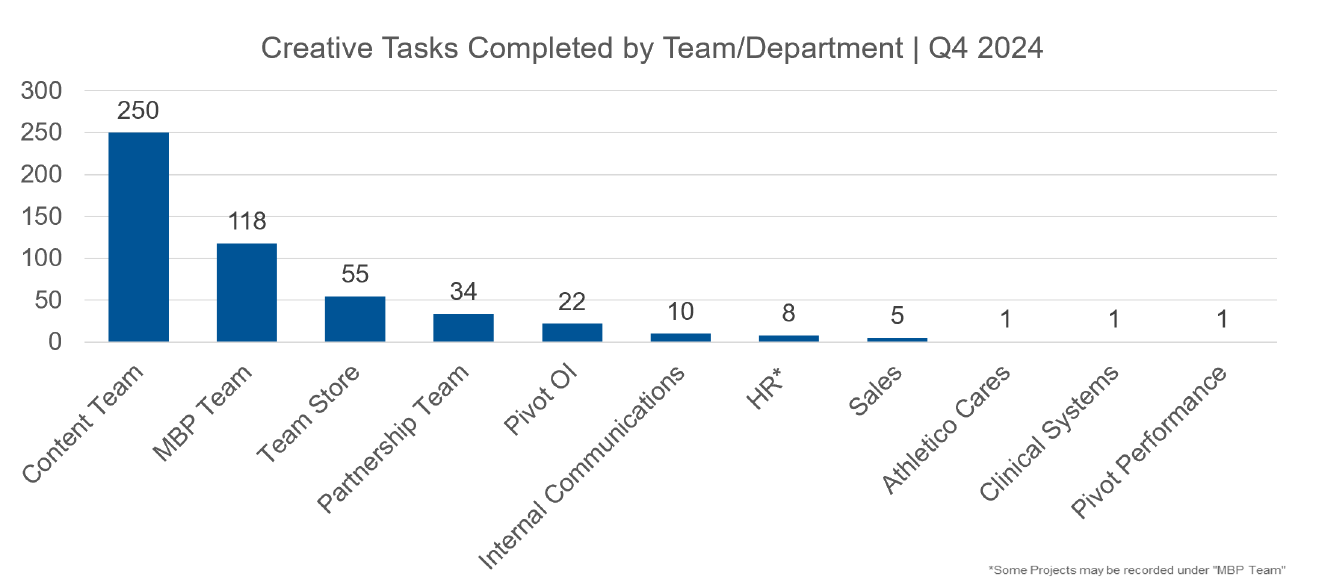 Creative Tasks Completed by Team/Department | Q4 2024
300
250
200
150
100
50
0
250
118
55
34
22
10
8
5
1
1
1
Content Team
MBP Team
Team Store
Partnership Team
Pivot OI
Internal Communications
HR*
Sales
Athletico Cares
Clinical Systems
Pivot Performance
*Some Projects may be recorded under "MBP Team"